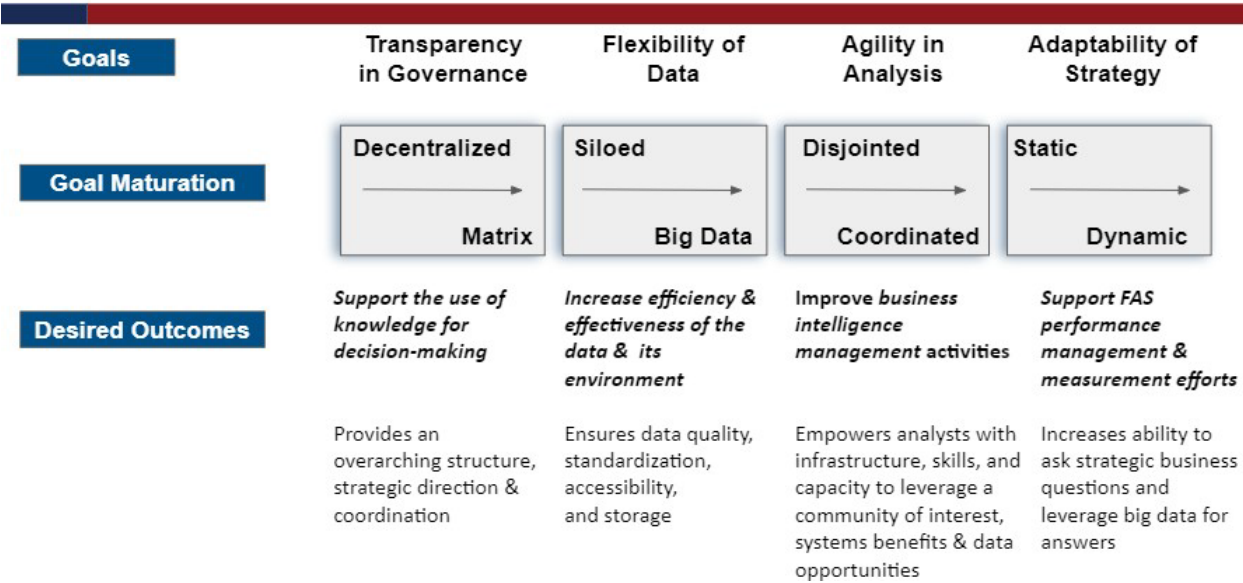 Goals
Transparency
in Governance
Flexibility of
Data
Agility in
Analysis
Adaptability of
Strategy
Goal Maturation
Decentralized
Matrix
Siloed
Big Data
Disjointed
Coordinated
Static
Dynamic
Desired Outcomes
Support the use of
knowledge for
decision-making
Increase efficiency &
effectiveness of the
data & its
environment
Improve business
intelligence
management activities
Support FAS
performance
management &
measurement efforts
Provides an
overarching structure,
strategic direction &
coordination
Ensures data quality,
standardization,
accessibility,
and storage
Empowers analysts with
infrastructure, skills, and
capacity to leverage a
community of interest,
systems benefits & data
opportunities
Increases ability to
ask strategic business
questions and
leverage big data for
answers